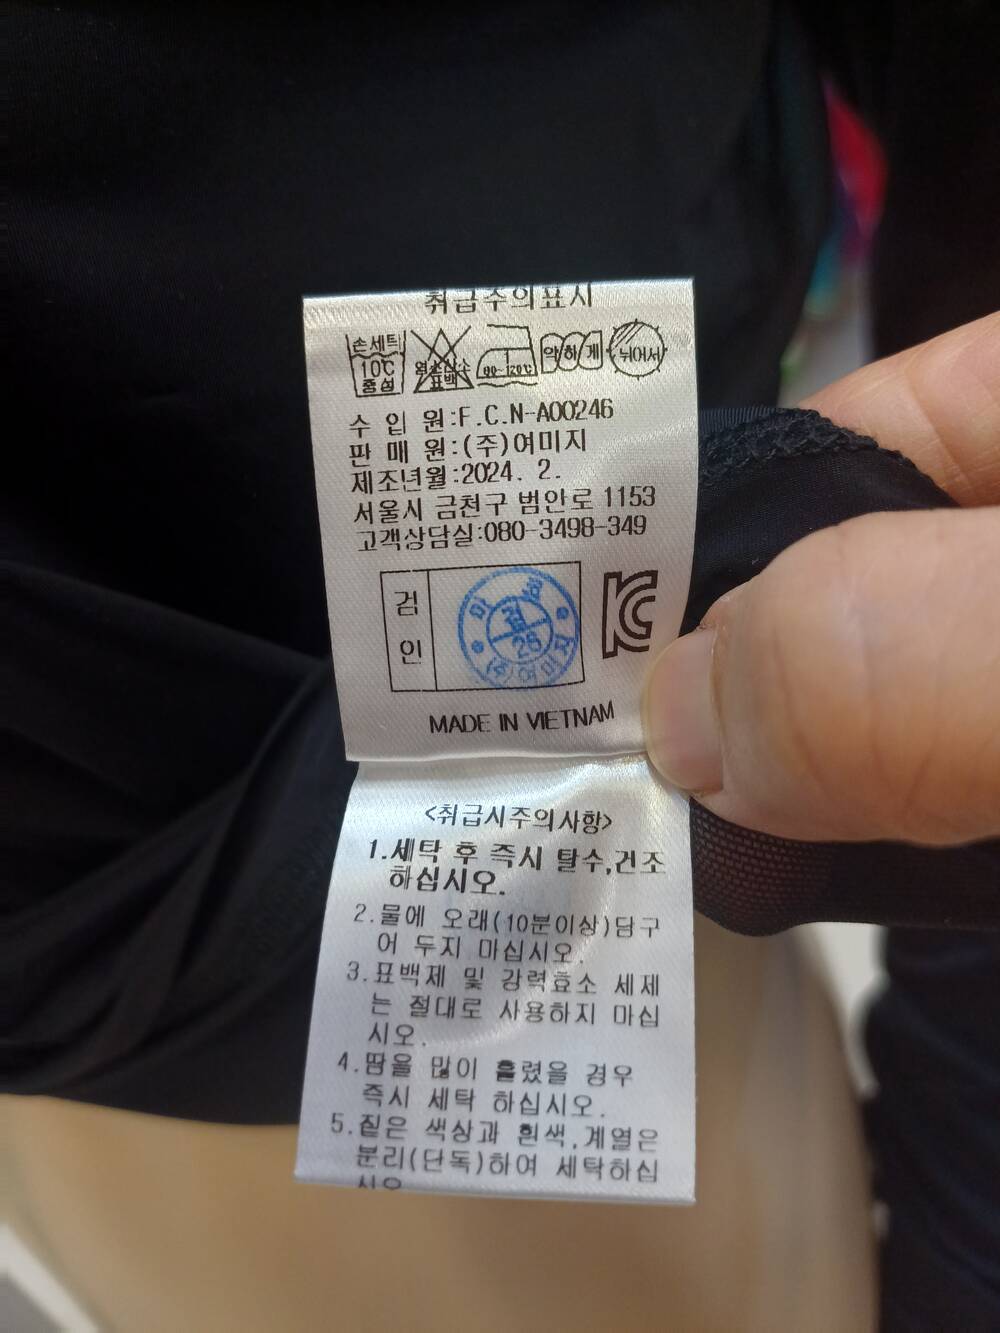 취급주의표시
손세탁
10℃
중성
염소산소
표백
80~120℃
약하게
뉘어서
수 입 원:F.C.N-A00246
판 매 원:(주)여미지
제조년월:2024. 2.
서울시 금천구 범안로 1153
고객상담실:080-3498-349
검
인
26
(주)여미지
MADE IN VIETNAM
<취급시주의사항>
1.세탁 후 즉시 탈수,건조
하십시오.
2.물에 오래(10분이상)담구
어 두지 마십시오.
3.표백제 및 강력효소 세제
는 절대로 사용하지 마십
시오.
4.땀을 많이 흘렸을 경우
즉시 세탁 하십시오.
5.짙은 색상과 흰색,계열은
분리(단독)하여 세탁하십
시오